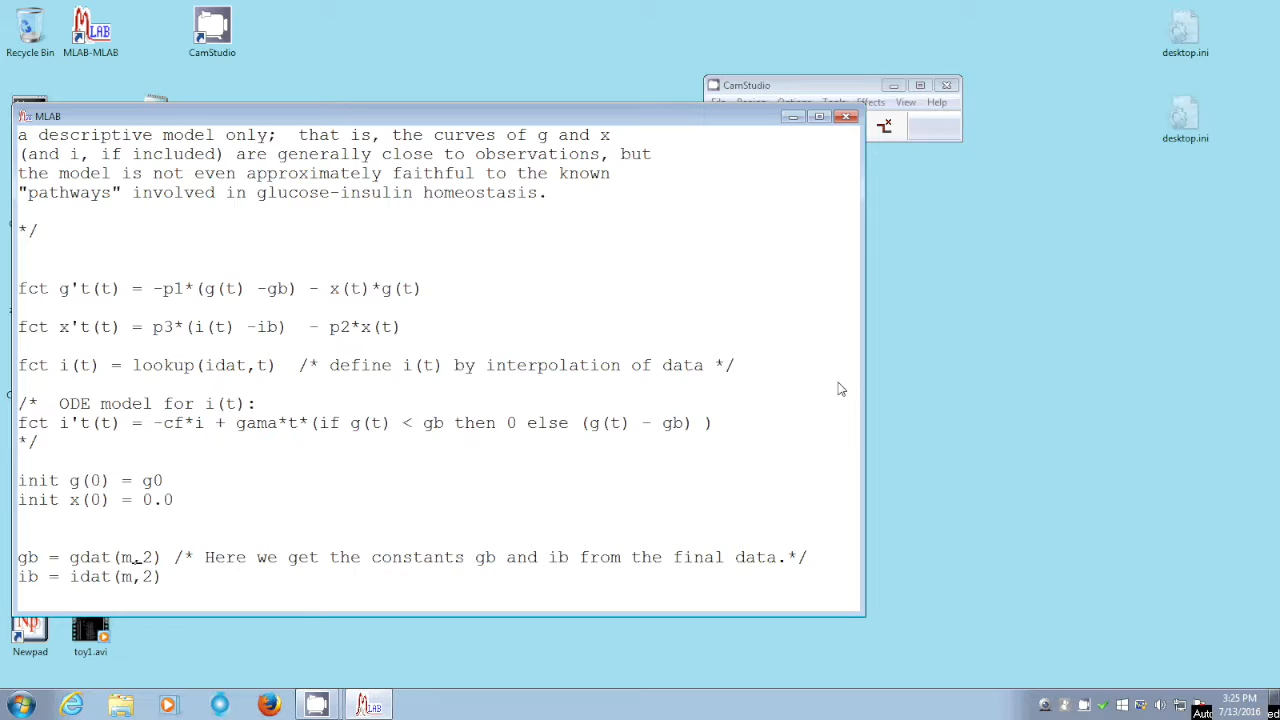 Recycle Bin
MLAB-MLAB
CamStudio
desktop.ini
desktop.ini
CamStudio
Effects View Help
MLAB
a descriptive model only;  that is, the curves of g and x
(and i, if included) are generally close to observations, but
the model is not even approximately faithful to the known
"pathways" involved in glucose-insulin homeostasis.
*/
fct g't(t) = -p1*(g(t) -gb) - x(t)*g(t)
fct x't(t) = p3*(i(t) -ib)  - p2*x(t)
fct i(t) = lookup(idat,t)  /* define i(t) by interpolation of data */
/*  ODE model for i(t):
fct i't(t) = -cf*i + gama*t*(if g(t) < gb then 0 else (g(t) - gb) )
*/
init g(0) = g0
init x(0) = 0.0
gb = gdat(m,2) /* Here we get the constants gb and ib from the final data.*/
ib = idat(m,2)
Np
Newpad
toy1.avi
MLAB
3:25 PM
7/13/2016